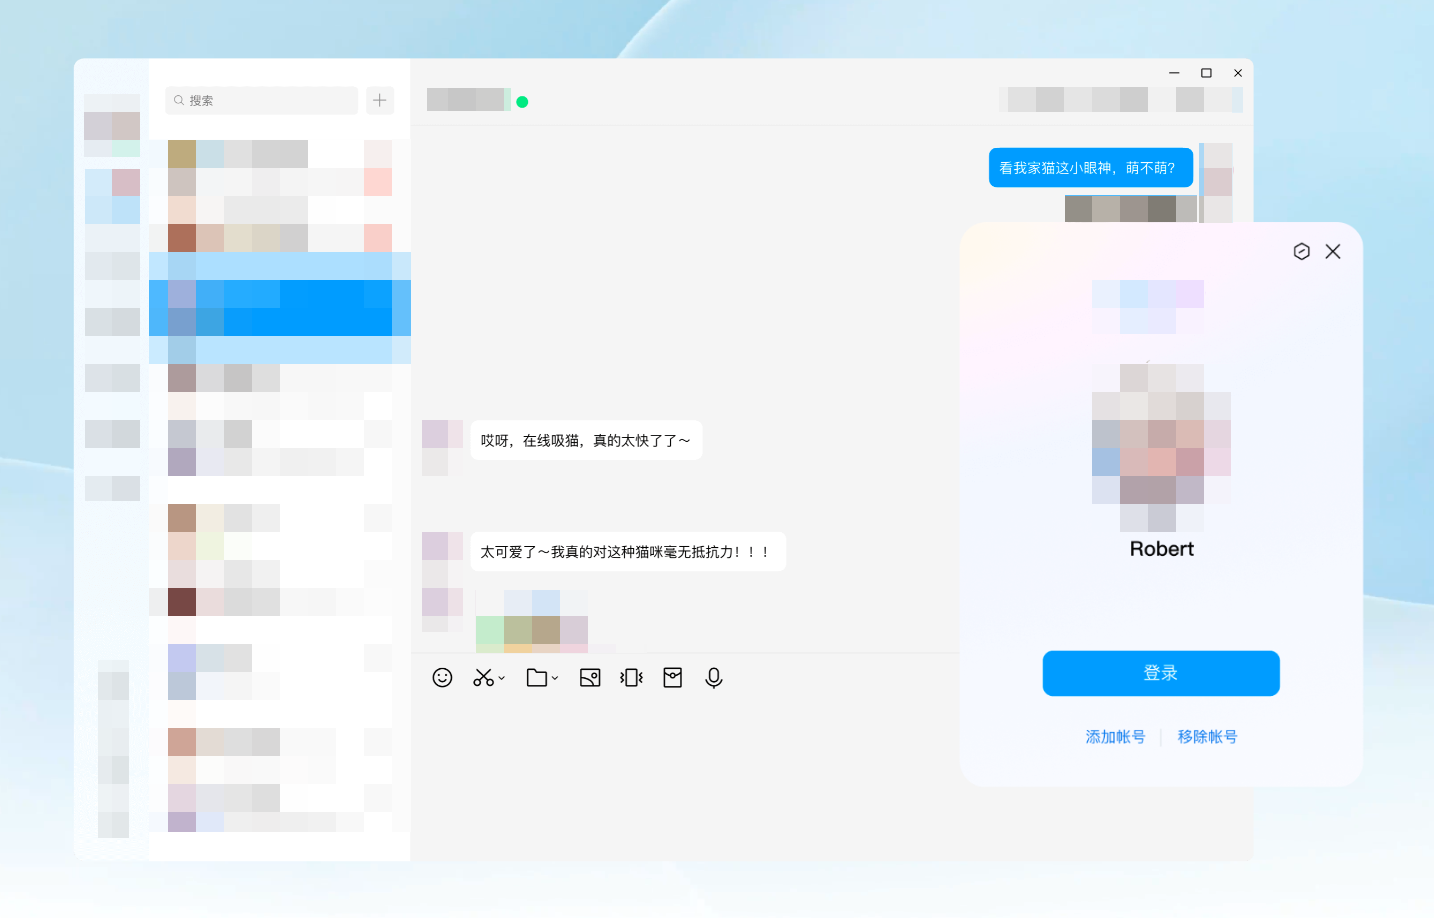 搜索
看我家猫这小眼神，萌不萌？
哎呀，在线吸猫，真的太快了了～
太可爱了～我真的对这种猫咪毫无抵抗力！！！
Robert
登录
添加帐号
移除帐号